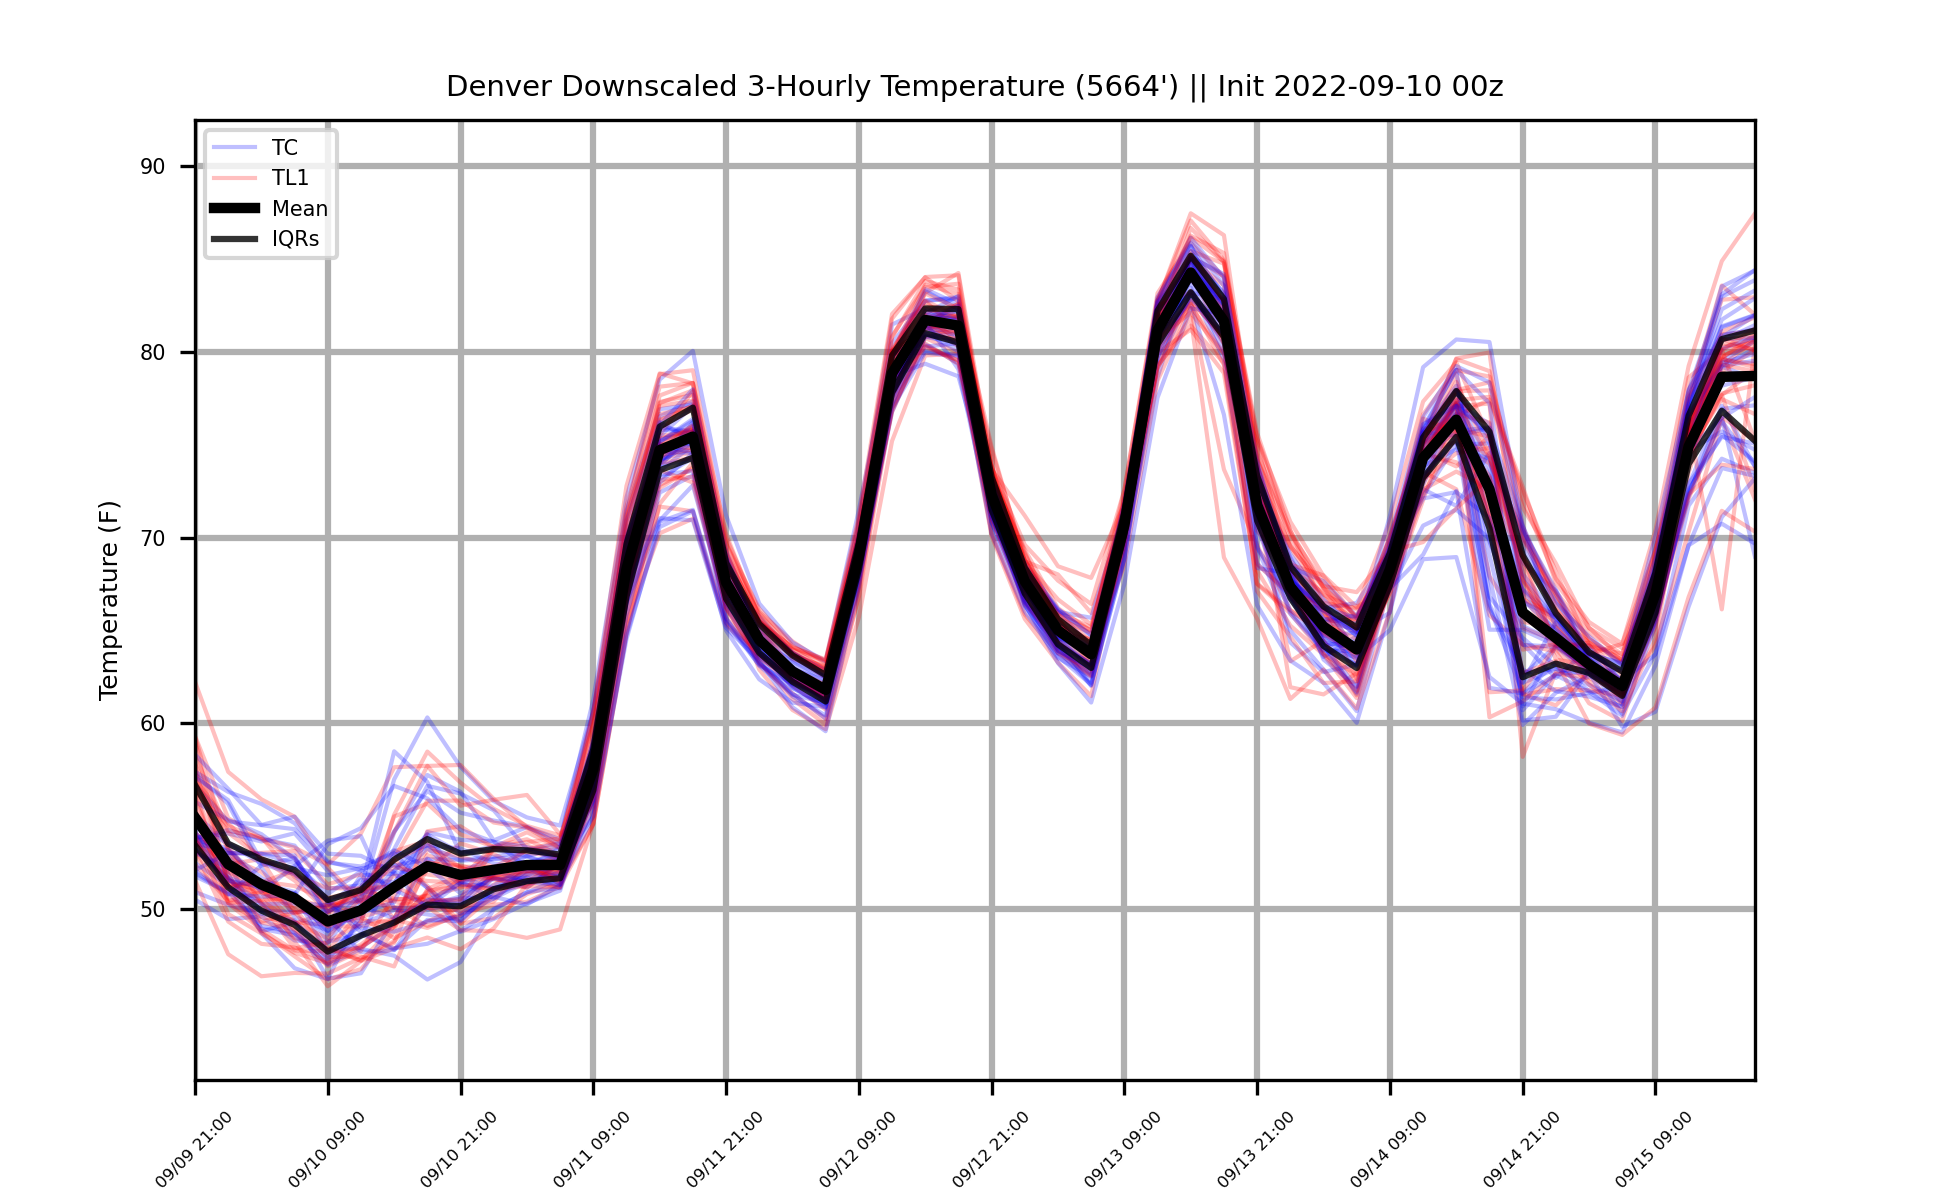 Denver Downscaled 3-Hourly Temperature (5664') || Init 2022-09-10 00z
TC
TL1
Mean
IQRs
Temperature (F)
90
80
70
60
50
09/09 21:00
09/10 09:00
09/10 21:00
09/11 09:00
09/11 21:00
09/12 09:00
09/12 21:00
09/13 09:00
09/13 21:00
09/14 09:00
09/14 21:00
09/15 09:00